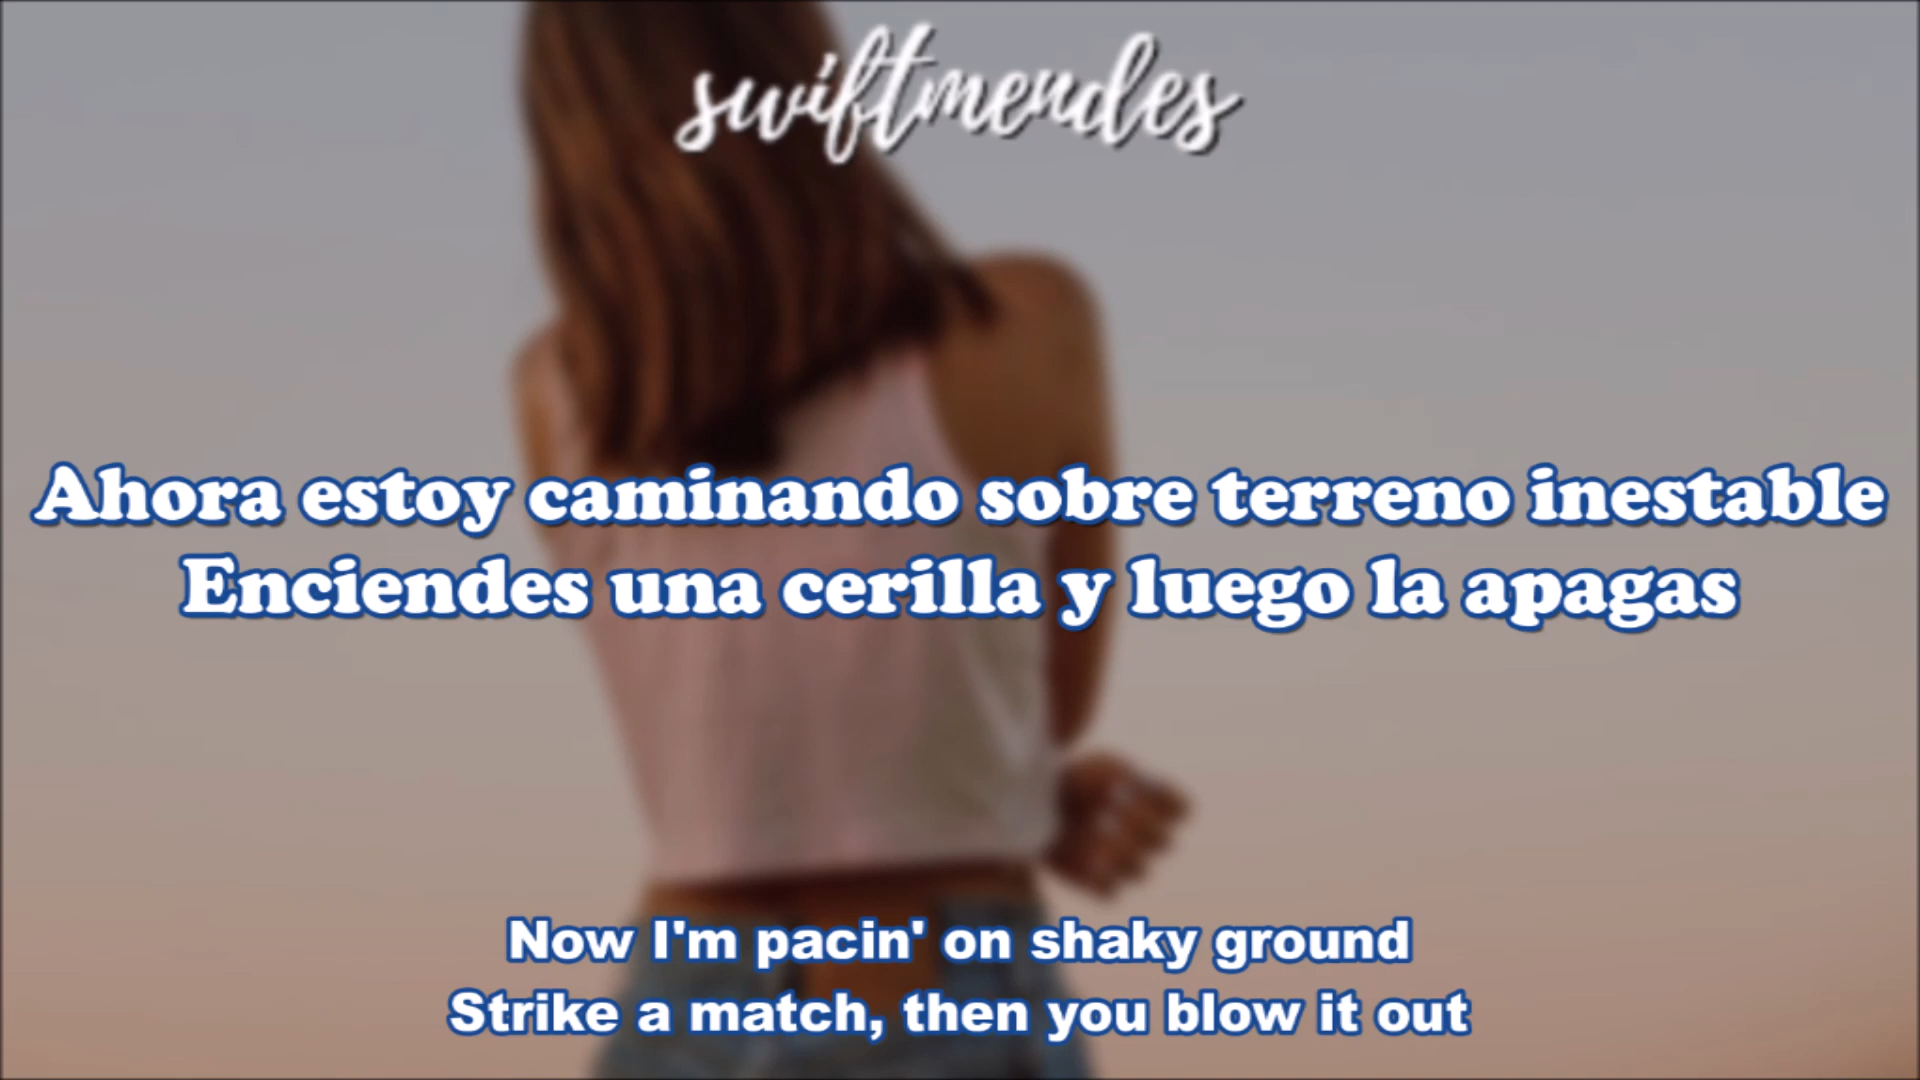 swiftmendes
Ahora estoy caminando sobre terreno inestable
Enciendes una cerilla y luego la apagas
Now I'm pacin' on shaky ground
Strike a match, then you blow it out